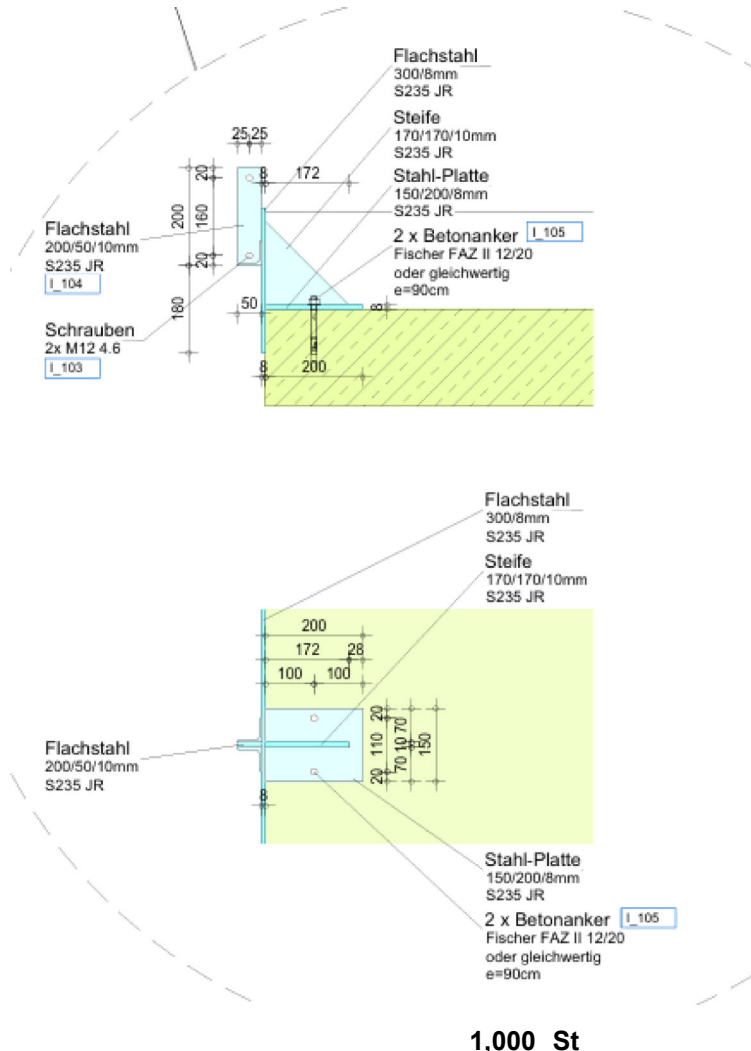 Flachstahl
300/8mm
S235 JR
Steife
170/170/10mm
S235 JR
Stahl-Platte
150/200/8mm
S235 JR
2 x Betonanker I_105
Fischer FAZ II 12/20
oder gleichwertig
e=90cm
25 25
8 172
20
200
160
20
180
50
8
8 200
Flachstahl
200/50/10mm
S235 JR
I_104
Schrauben
2x M12 4.6
I_103
Flachstahl
300/8mm
S235 JR
Steife
170/170/10mm
S235 JR
200
172 28
100 100
20
110
20
70
10
70
150
8
Flachstahl
200/50/10mm
S235 JR
Stahl-Platte
150/200/8mm
S235 JR
2 x Betonanker I_105
Fischer FAZ II 12/20
oder gleichwertig
e=90cm
1,000 St